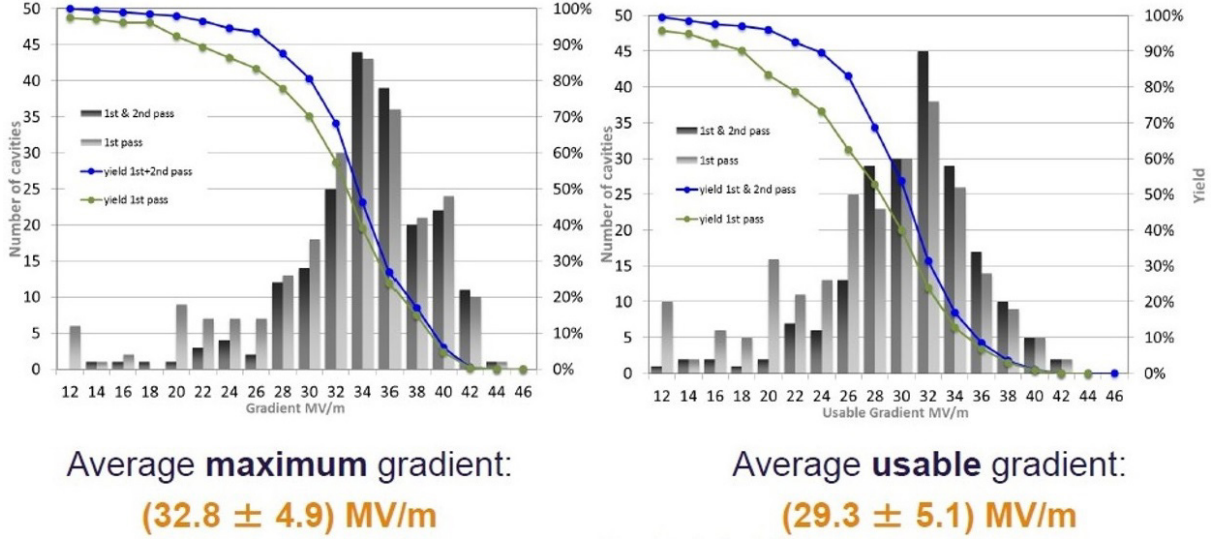 50
45
40
35
30
25
20
15
10
5
0
Number of cavities
1st & 2nd pass
1st pass
yield 1st+2nd pass
yield 1st pass
100%
90%
80%
70%
60%
50%
40%
30%
20%
10%
0%
12 14 16 18 20 22 24 26 28 30 32 34 36 38 40 42 44 46
Gradient MV/m
Average maximum gradient:
(32.8 ± 4.9) MV/m
50
45
40
35
30
25
20
15
10
5
0
Number of cavities
1st & 2nd pass
1st pass
yield 1st & 2nd pass
yield 1st pass
100%
90%
80%
70%
60%
50%
40%
30%
20%
10%
0%
Yield
12 14 16 18 20 22 24 26 28 30 32 34 36 38 40 42 44 46
Usable Gradient MV/m
Average usable gradient:
(29.3 ± 5.1) MV/m